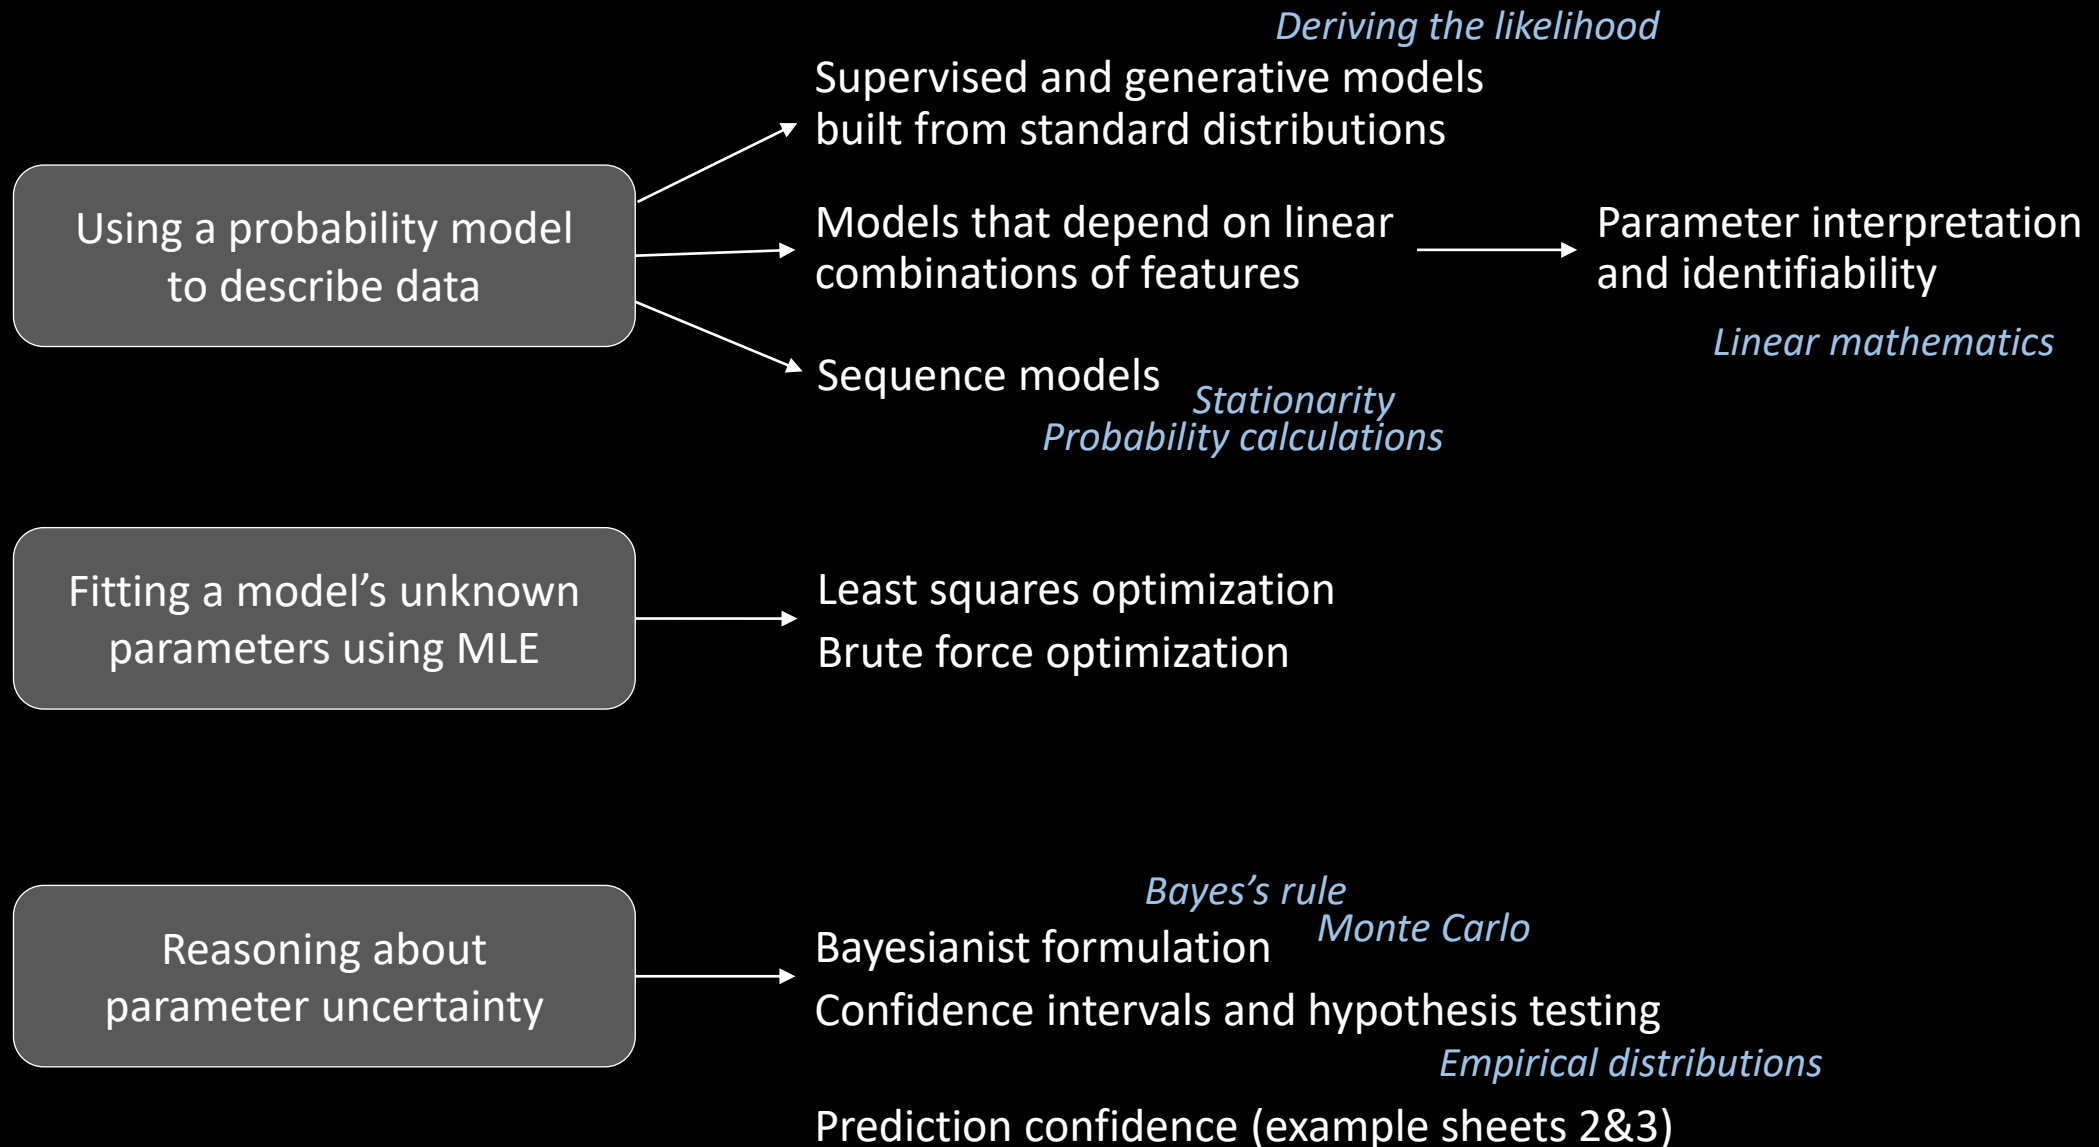 Deriving the likelihood
Supervised and generative models
built from standard distributions
Using a probability model
to describe data
Models that depend on linear
combinations of features
Parameter interpretation
and identifiability
Linear mathematics
Sequence models
Stationarity
Probability calculations
Fitting a model’s unknown
parameters using MLE
Least squares optimization
Brute force optimization
Reasoning about
parameter uncertainty
Bayes’s rule
Monte Carlo
Bayesianist formulation
Confidence intervals and hypothesis testing
Empirical distributions
Prediction confidence (example sheets 2&3)